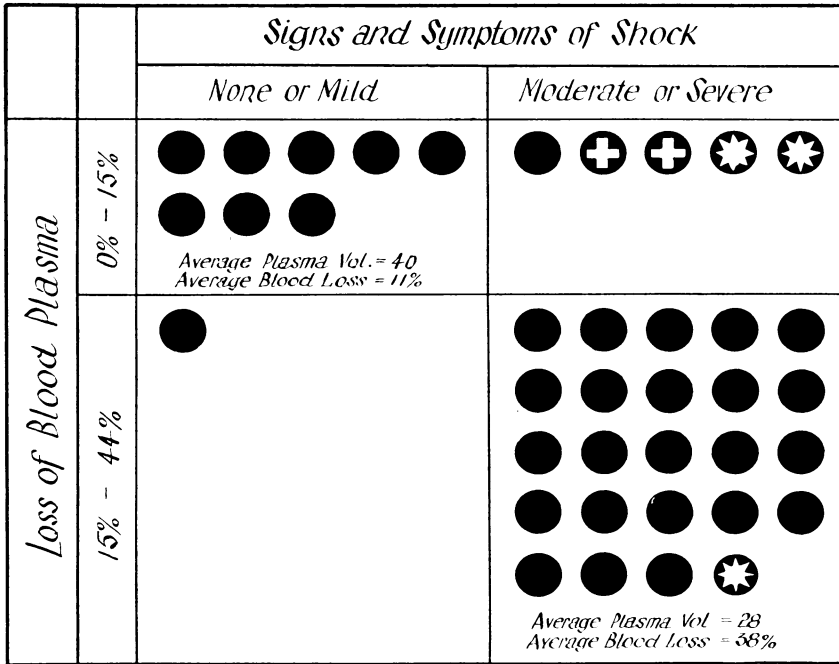 Signs and Symptoms of Shock
None or Mild
Moderate or Severe
Loss of Blood Plasma
0% - 15%
Average Plasma Vol. = 40
Average Blood Loss = 11%
15% - 44%
Average Plasma Vol = 28
Average Blood Loss = 38%